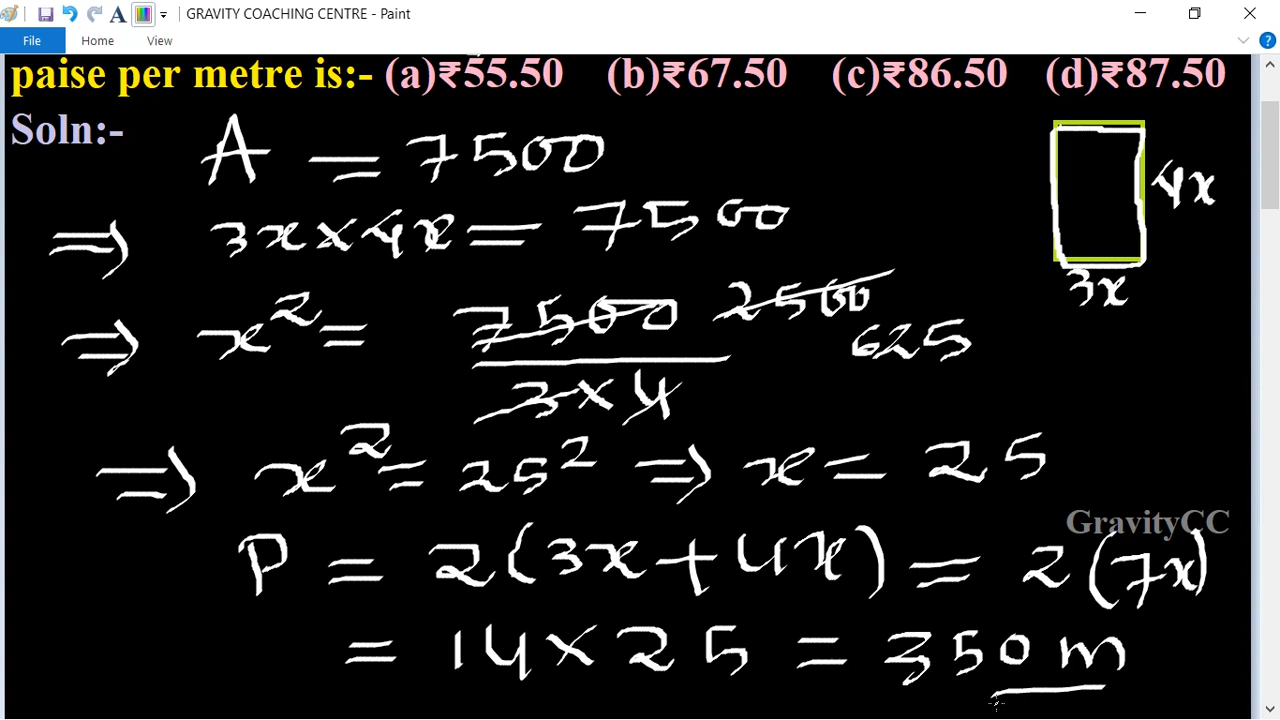 GRAVITY COACHING CENTRE - Paint
File Home View
paise per metre is:- (a)₹55.50 (b)₹67.50 (c)₹86.50 (d)₹87.50
Soln:-
A = 7500
4x
3x
⇒ 3x×4x = 7500
⇒ x² = 7500 2500
625
3×4
⇒ x² = 25² ⇒ x = 25
GravityCC
P = 2(3x+4x) = 2(7x)
= 14×25 = 350 m